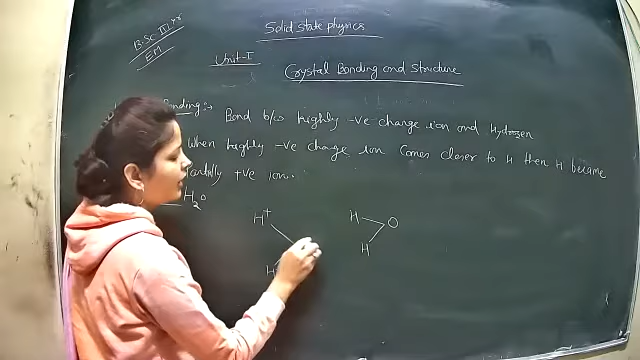 Solid state physics
B.Sc III yr
EM
Unit-I
Crystal Bonding and Structure
Bonding :- Bond b/w highly -ve charge ion and Hydrogen
When highly -ve charge ion Comes closer to H then H became
+ve ion.
H2O
H+ H O
H H